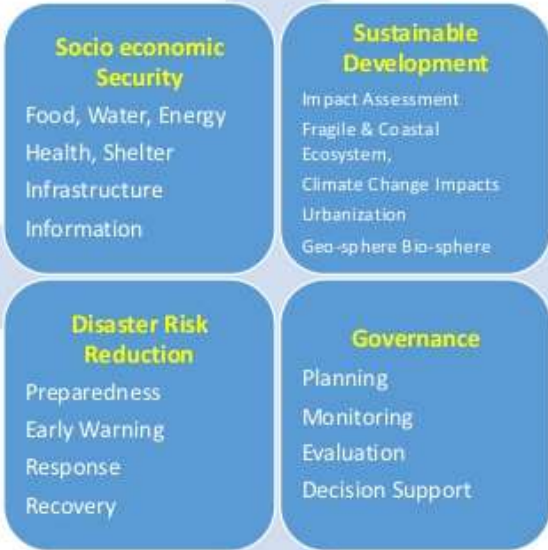 Socio economic
Security
Food, Water, Energy
Health, Shelter
Infrastructure
Information
Sustainable
Development
Impact Assessment
Fragile & Coastal
Ecosystem,
Climate Change Impacts
Urbanization
Geo-sphere Bio-sphere
Disaster Risk
Reduction
Preparedness
Early Warning
Response
Recovery
Governance
Planning
Monitoring
Evaluation
Decision Support